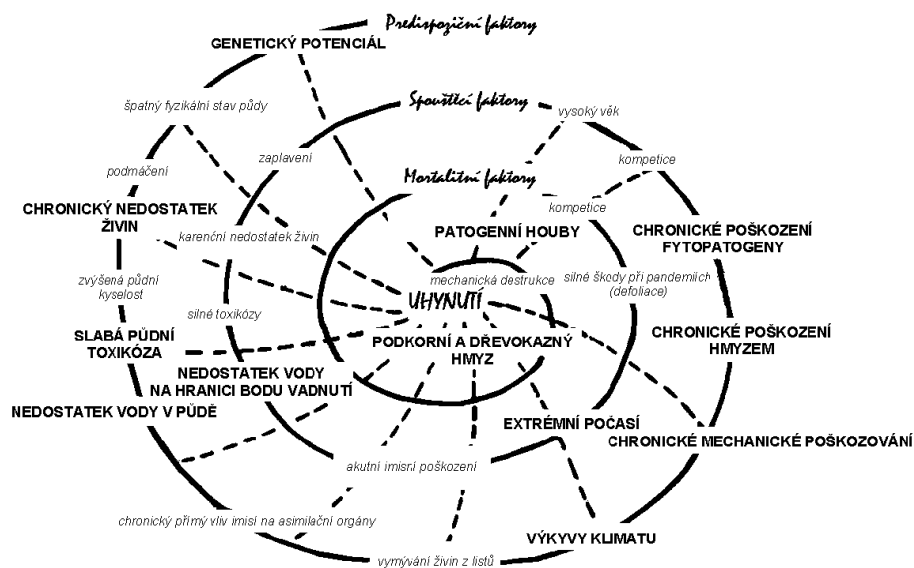 Predispoziční faktory
GENETICKÝ POTENCIÁL
špatný fyzikální stav půdy
Spouštěcí faktory
vysoký věk
zaplavení
kompetice
podmáčení
Mortalitní faktory
CHRONICKÝ NEDOSTATEK
ŽIVIN
kompetice
karenční nedostatek živin
PATOGENNÍ HOUBY
CHRONICKÉ POŠKOZENÍ
FYTOPATOGENY
zvýšená půdní
kyselost
mechanická destrukce
silné škody při pandemiích
(defoliace)
UHYNUTÍ
silné toxikózy
SLABÁ PŮDNÍ
TOXIKÓZA
PODKORNÍ A DŘEVOKAZNÝ
HMYZ
CHRONICKÉ POŠKOZENÍ
HMYZEM
NEDOSTATEK VODY
NA HRANICI BODU VADNUTÍ
NEDOSTATEK VODY V PŮDĚ
EXTRÉMNÍ POČASÍ
CHRONICKÉ MECHANICKÉ POŠKOZOVÁNÍ
akutní imisní poškození
chronický přímý vliv imisí na asimilační orgány
VÝKYVY KLIMATU
vymývání živin z listů